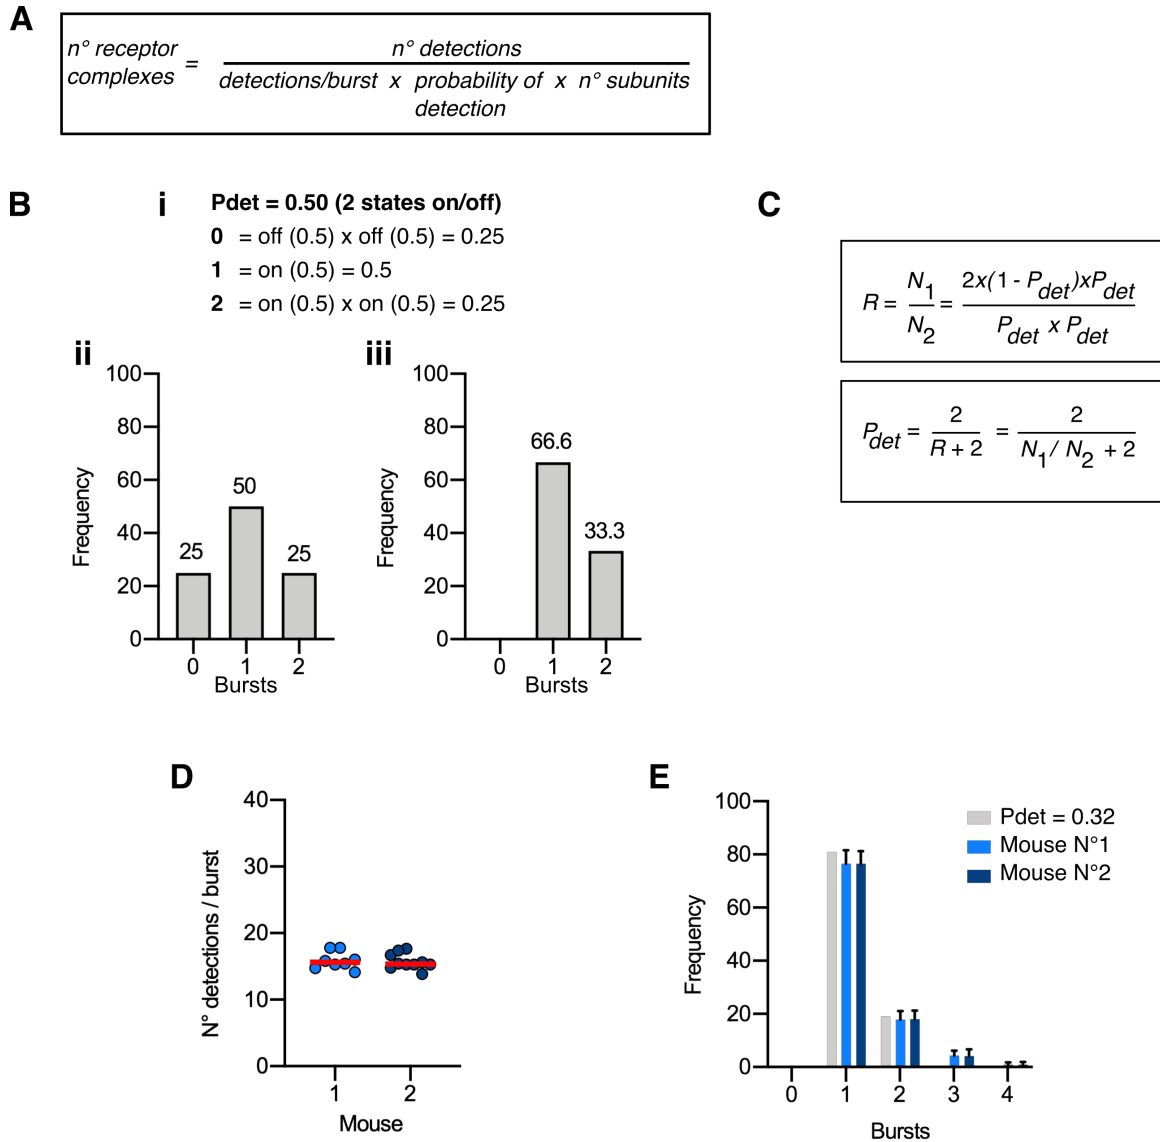 A
n° receptor
complexes
=
n° detections
detections/burst x probability of x n° subunits
detection
B
i
Pdet = 0.50 (2 states on/off)
0 = off (0.5) x off (0.5) = 0.25
1 = on (0.5) = 0.5
2 = on (0.5) x on (0.5) = 0.25
ii
100
80
60
40
20
0
Frequency
25
50
25
0 1 2
Bursts
iii
100
80
60
40
20
0
Frequency
66.6
33.3
0 1 2
Bursts
C
R = N1 / N2 = 2x(1 - Pdet)xPdet / Pdet x Pdet
Pdet = 2 / R + 2 = 2 / N1 / N2 + 2
D
40
30
20
10
0
N° detections / burst
1 2
Mouse
E
100
80
60
40
20
0
Frequency
Pdet = 0.32
Mouse N°1
Mouse N°2
0 1 2 3 4
Bursts